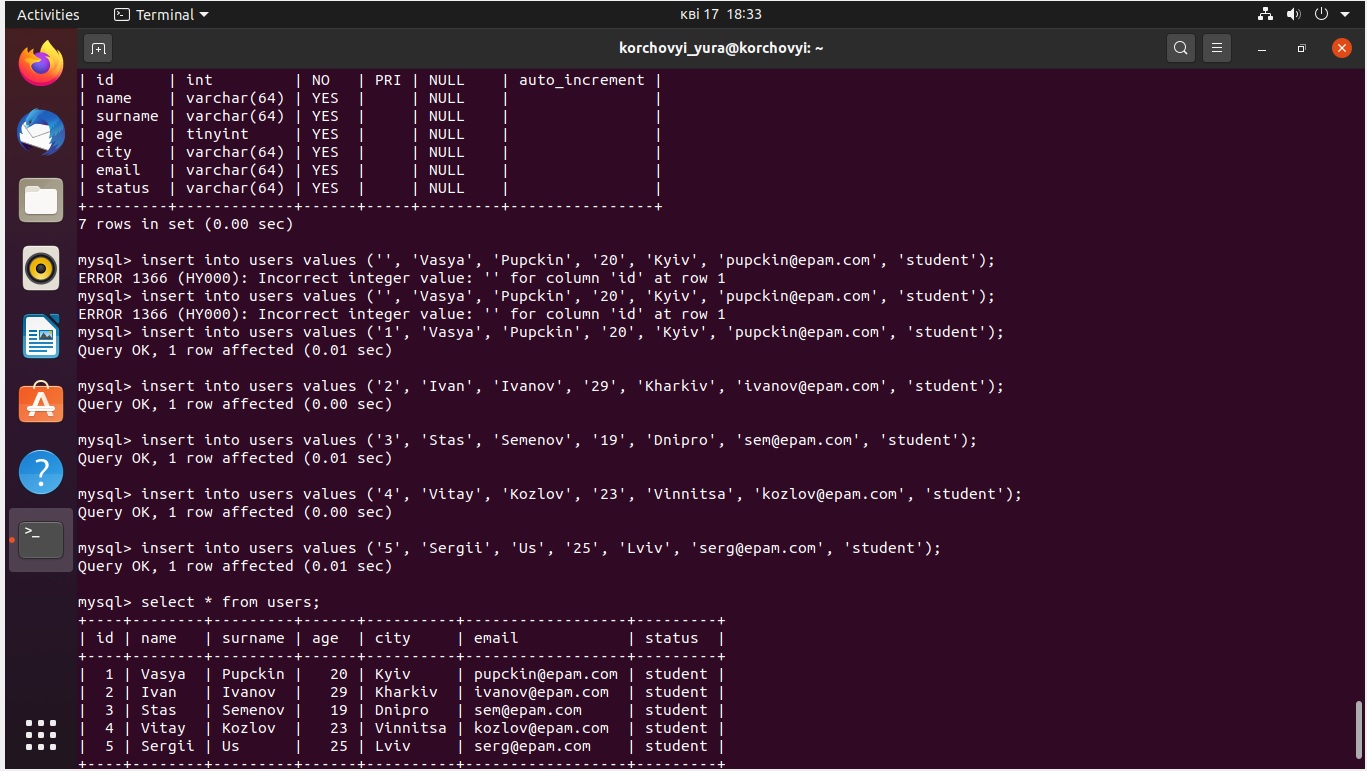 Activities Terminal кві 17 18:33
korchovyi_yura@korchovyi: ~
| id      | int         | NO   | PRI | NULL    | auto_increment |
| name    | varchar(64) | YES  |     | NULL    |                |
| surname | varchar(64) | YES  |     | NULL    |                |
| age     | tinyint     | YES  |     | NULL    |                |
| city    | varchar(64) | YES  |     | NULL    |                |
| email   | varchar(64) | YES  |     | NULL    |                |
| status  | varchar(64) | YES  |     | NULL    |                |
+---------+-------------+------+-----+---------+----------------+
7 rows in set (0.00 sec)
mysql> insert into users values ('', 'Vasya', 'Pupckin', '20', 'Kyiv', 'pupckin@epam.com', 'student');
ERROR 1366 (HY000): Incorrect integer value: '' for column 'id' at row 1
mysql> insert into users values ('', 'Vasya', 'Pupckin', '20', 'Kyiv', 'pupckin@epam.com', 'student');
ERROR 1366 (HY000): Incorrect integer value: '' for column 'id' at row 1
mysql> insert into users values ('1', 'Vasya', 'Pupckin', '20', 'Kyiv', 'pupckin@epam.com', 'student');
Query OK, 1 row affected (0.01 sec)
mysql> insert into users values ('2', 'Ivan', 'Ivanov', '29', 'Kharkiv', 'ivanov@epam.com', 'student');
Query OK, 1 row affected (0.00 sec)
mysql> insert into users values ('3', 'Stas', 'Semenov', '19', 'Dnipro', 'sem@epam.com', 'student');
Query OK, 1 row affected (0.01 sec)
mysql> insert into users values ('4', 'Vitay', 'Kozlov', '23', 'Vinnitsa', 'kozlov@epam.com', 'student');
Query OK, 1 row affected (0.00 sec)
mysql> insert into users values ('5', 'Sergii', 'Us', '25', 'Lviv', 'serg@epam.com', 'student');
Query OK, 1 row affected (0.01 sec)
mysql> select * from users;
+----+--------+---------+------+----------+------------------+---------+
| id | name   | surname | age  | city     | email            | status  |
+----+--------+---------+------+----------+------------------+---------+
|  1 | Vasya  | Pupckin |   20 | Kyiv     | pupckin@epam.com | student |
|  2 | Ivan   | Ivanov  |   29 | Kharkiv  | ivanov@epam.com  | student |
|  3 | Stas   | Semenov |   19 | Dnipro   | sem@epam.com     | student |
|  4 | Vitay  | Kozlov  |   23 | Vinnitsa | kozlov@epam.com  | student |
|  5 | Sergii | Us      |   25 | Lviv     | serg@epam.com    | student |
+----+--------+---------+------+----------+------------------+---------+